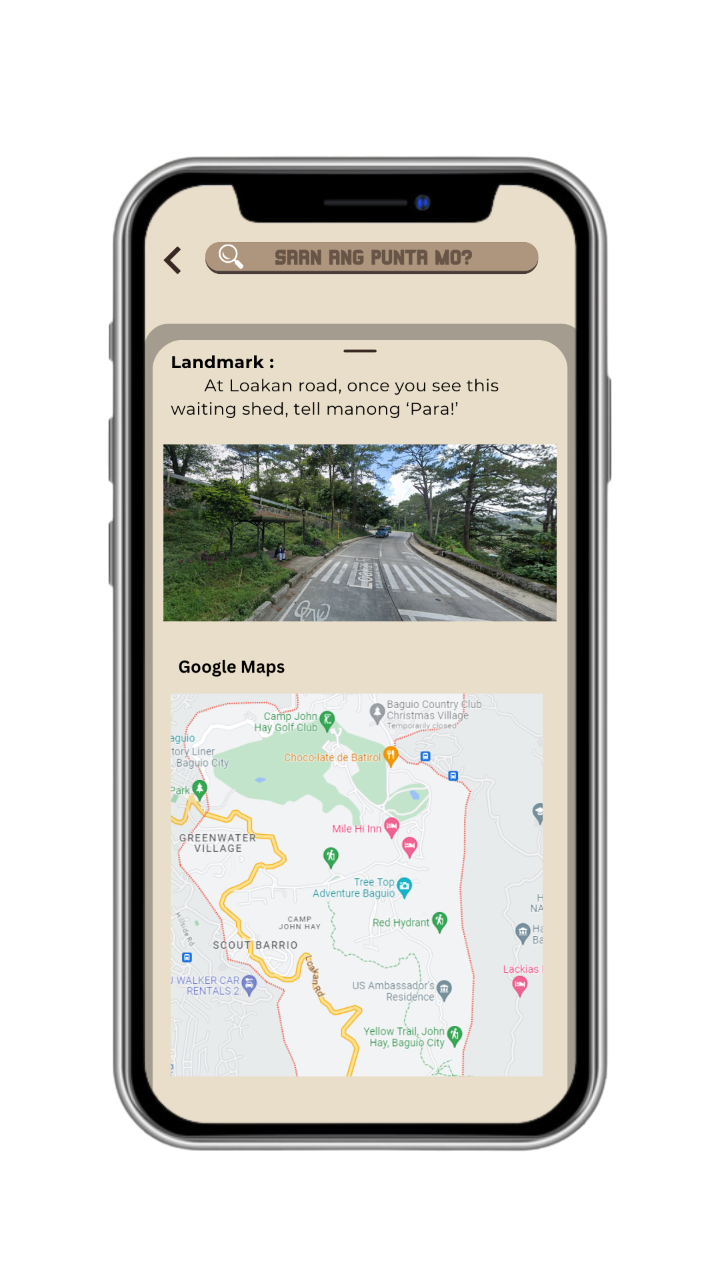 SAAN ANG PUNTA MO?
Landmark :
At Loakan road, once you see this
waiting shed, tell manong ‘Para!’
Google Maps
Baguio Country Club
Christmas Village
Temporarily closed
Camp John
Hay Golf Club
aguio
tory Liner
. Baguio City
Choco-late de Batirol
Park
Mile Hi Inn
GREENWATER
VILLAGE
Tree Top
Adventure Baguio
H
NA
CAMP
JOHN HAY
Red Hydrant
Hillside Rd
Ha
Ba
SCOUT BARRIO
Loakan Rd
Lackias
J WALKER CAR
RENTALS 2
US Ambassador's
Residence
Yellow Trail, John
Hay, Baguio City